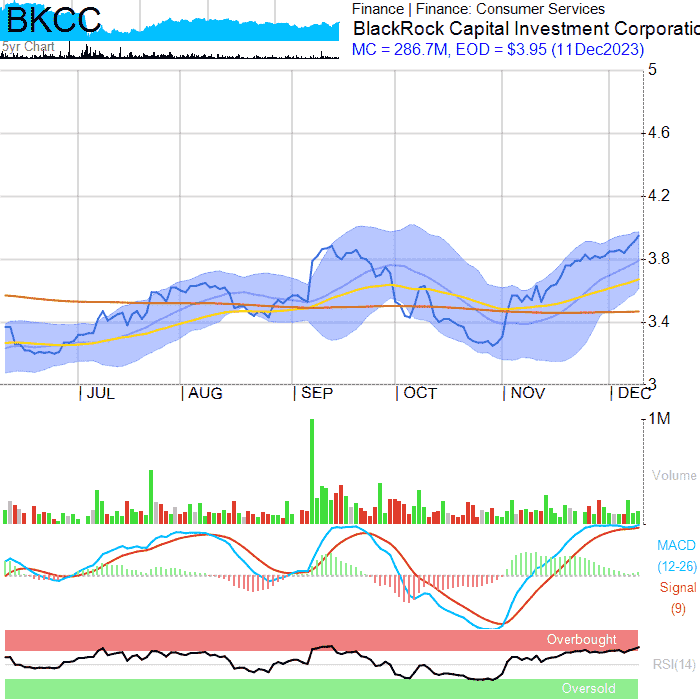 BKCC
5yr Chart
Finance | Finance: Consumer Services
BlackRock Capital Investment Corporatio
MC = 286.7M, EOD = $3.95 (11Dec2023)
5
4.6
4.2
3.8
3.4
3
JUL AUG SEP OCT NOV DEC
1M
Volume
MACD
(12-26)
Signal
(9)
Overbought
RSI(14)
Oversold